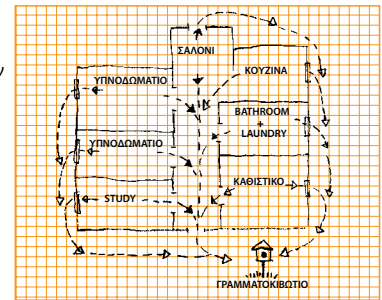 ΣΑΛΟΝΙ
ΥΠΝΟΔΩΜΑΤΙΟ
ΚΟΥΖΙΝΑ
BATHROOM
+
LAUNDRY
ΥΠΝΟΔΩΜΑΤΙΟ
ΚΑΘΙΣΤΙΚΟ
STUDY
ΓΡΑΜΜΑΤΟΚΙΒΩΤΙΟ